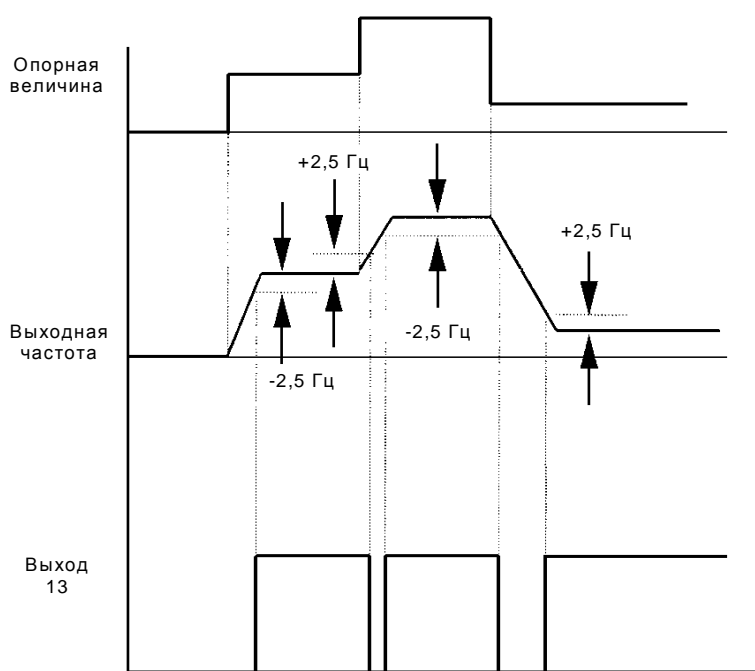 Опорная
величина
+2,5 Гц
+2,5 Гц
Выходная
частота
-2,5 Гц
-2,5 Гц
Выход
13